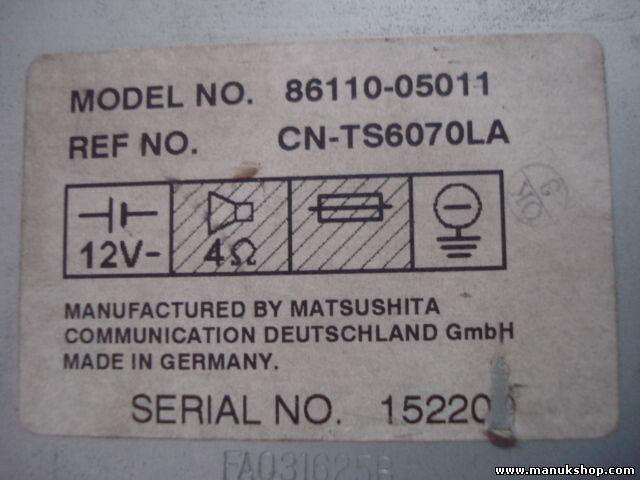 MODEL NO. 86110-05011
REF NO. CN-TS6070LA
12V-
4Ω
MANUFACTURED BY MATSUSHITA
COMMUNICATION DEUTSCHLAND GmbH
MADE IN GERMANY.
SERIAL NO.
FA031625B
www.manukshop.com